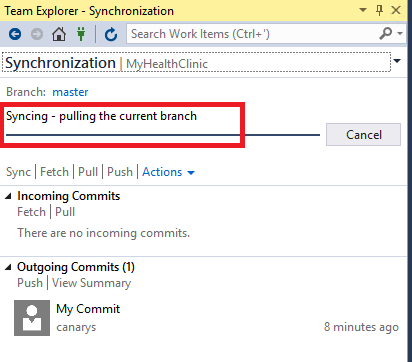 Team Explorer - Synchronization
Search Work Items (Ctrl+')
Synchronization | MyHealthClinic
Branch: master
Syncing - pulling the current branch
Cancel
Sync | Fetch | Pull | Push | Actions
Incoming Commits
Fetch | Pull
There are no incoming commits.
Outgoing Commits (1)
Push | View Summary
My Commit
canarys 8 minutes ago